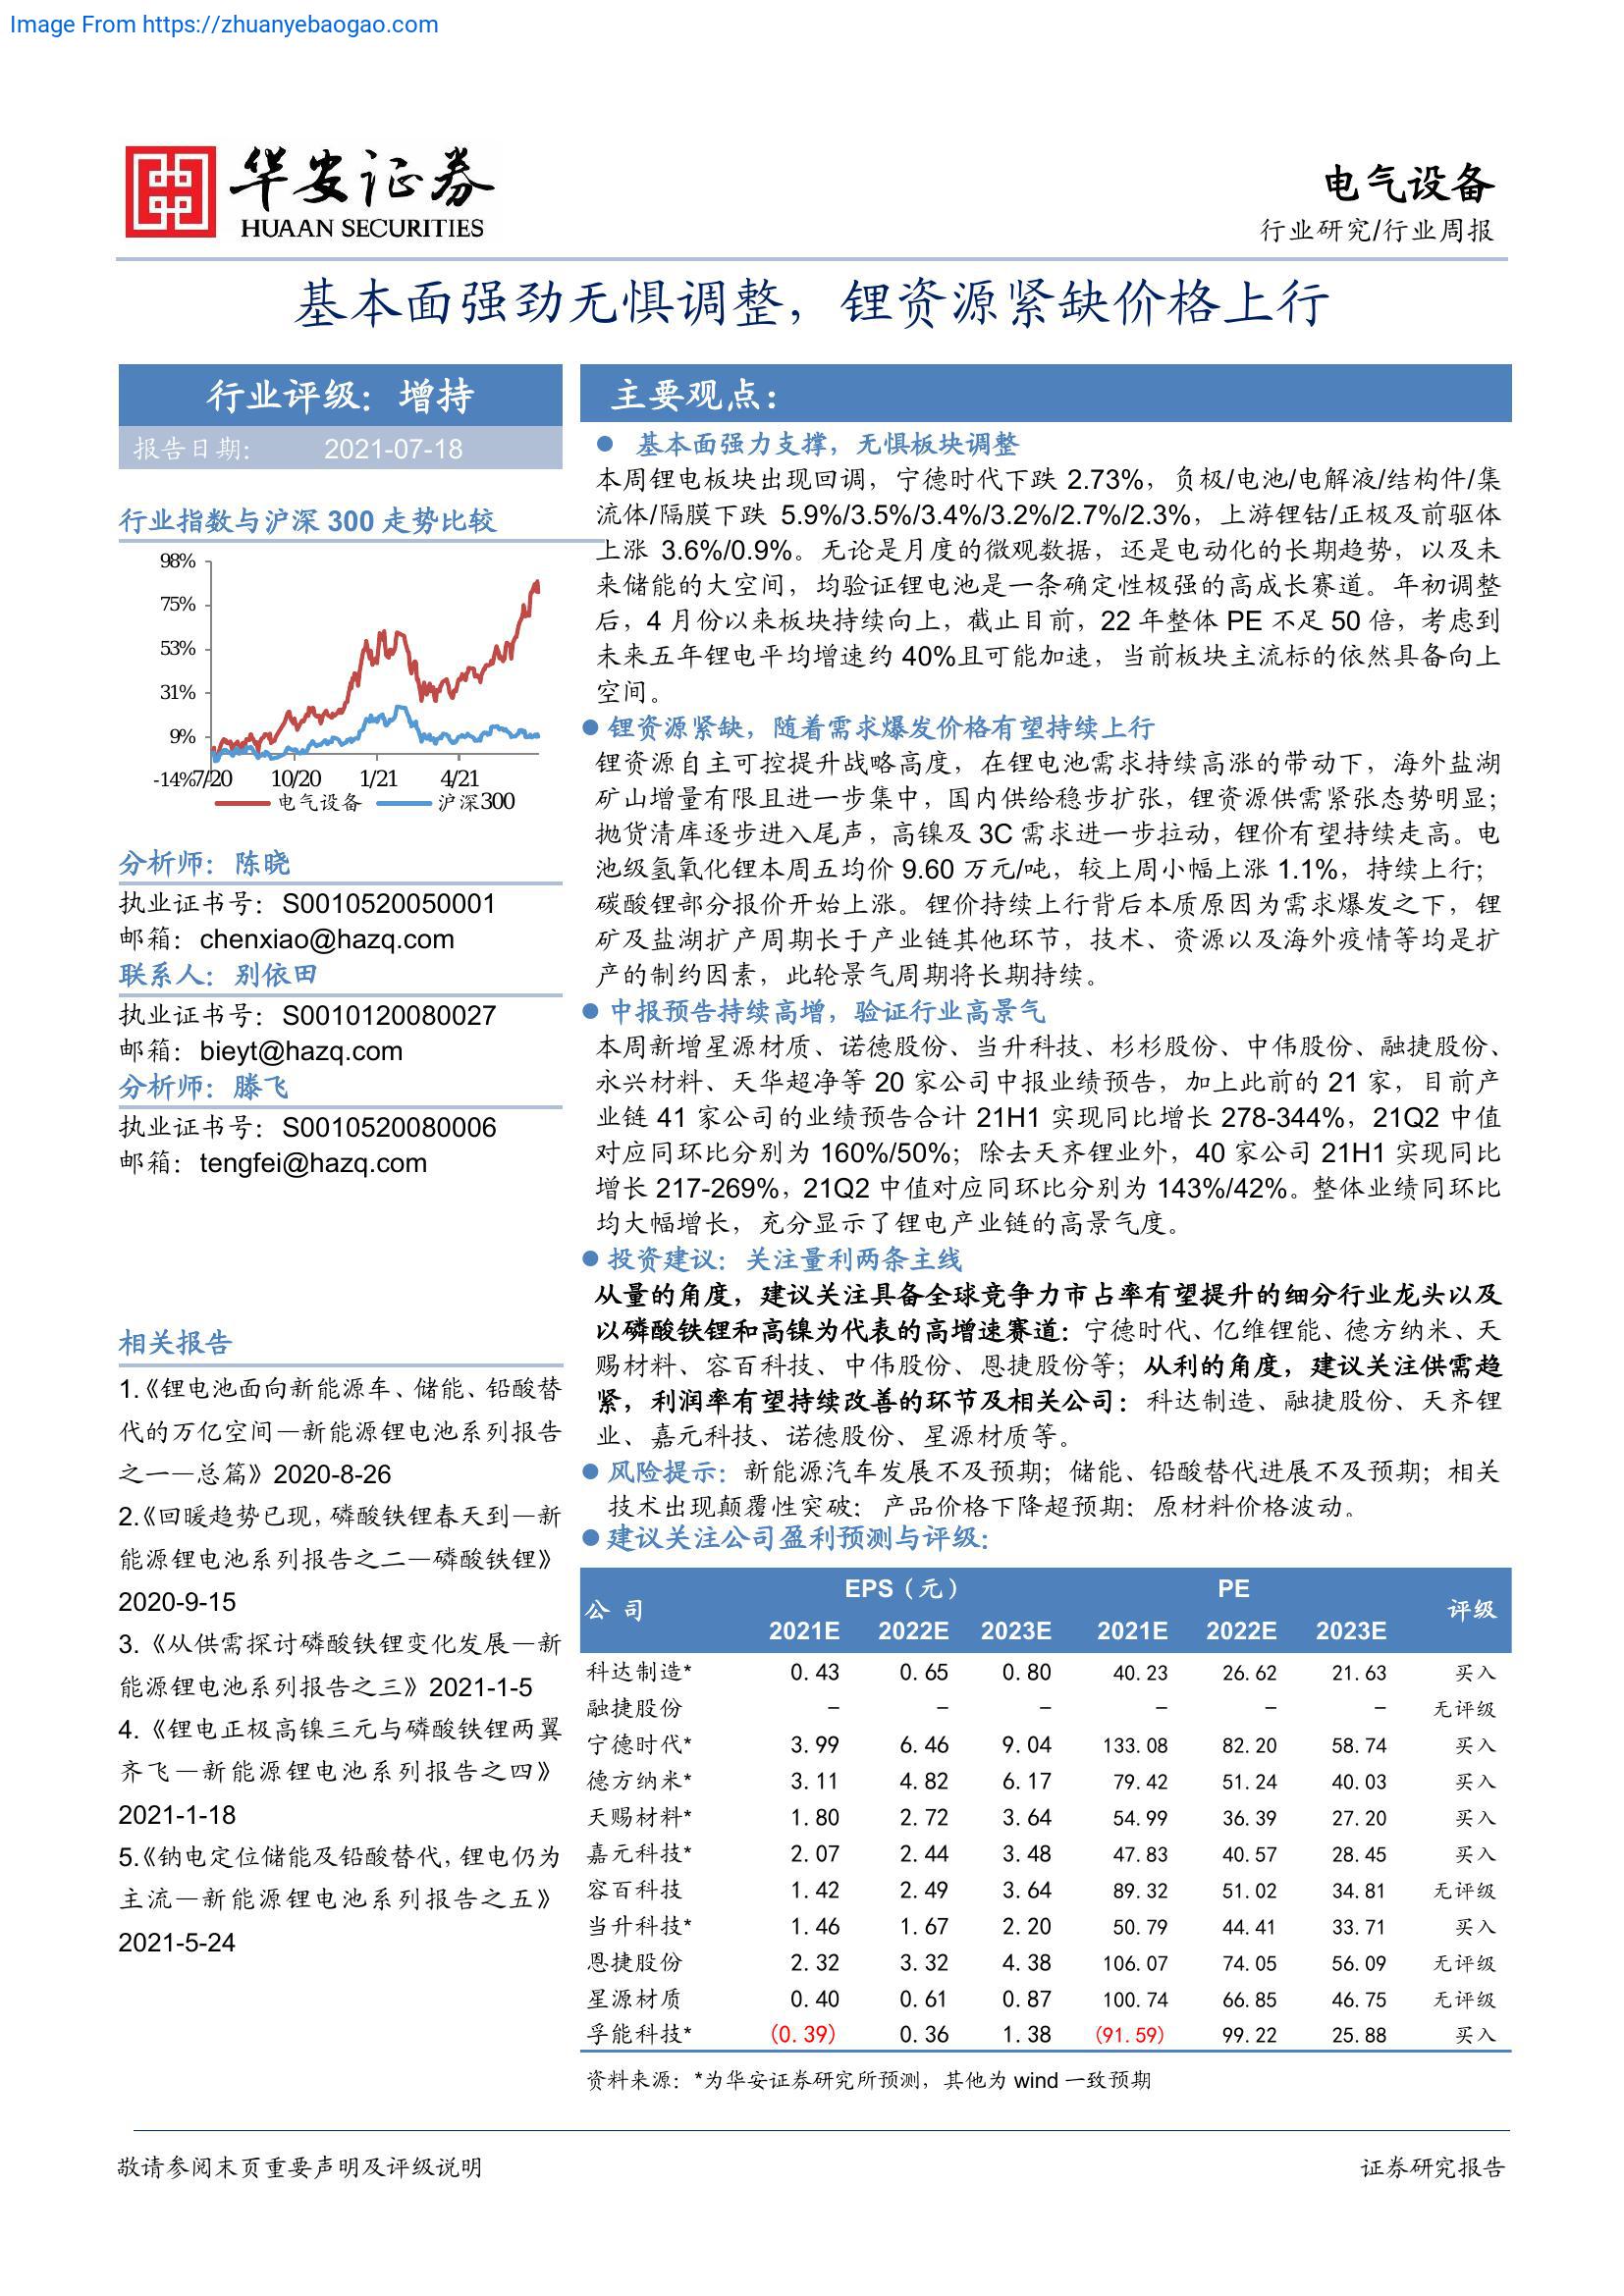 Image From https://zhuanyebaogao.com
华安证券
HUAAN SECURITIES
电气设备
行业研究/行业周报
基本面强劲无惧调整，锂资源紧缺价格上行
行业评级：增持
报告日期： 2021-07-18
行业指数与沪深 300 走势比较
98%
75%
53%
31%
9%
-14%
7/20 10/20 1/21 4/21
电气设备 沪深300
分析师：陈晓
执业证书号：S0010520050001
邮箱：chenxiao@hazq.com
联系人：别依田
执业证书号：S0010120080027
邮箱：bieyt@hazq.com
分析师：滕飞
执业证书号：S0010520080006
邮箱：tengfei@hazq.com
相关报告
1.《锂电池面向新能源车、储能、铅酸替
代的万亿空间—新能源锂电池系列报告
之一—总篇》2020-8-26
2.《回暖趋势已现，磷酸铁锂春天到—新
能源锂电池系列报告之二—磷酸铁锂》
2020-9-15
3.《从供需探讨磷酸铁锂变化发展—新
能源锂电池系列报告之三》2021-1-5
4.《锂电正极高镍三元与磷酸铁锂两翼
齐飞—新能源锂电池系列报告之四》
2021-1-18
5.《钠电定位储能及铅酸替代，锂电仍为
主流—新能源锂电池系列报告之五》
2021-5-24
主要观点：
● 基本面强力支撑，无惧板块调整
本周锂电板块出现回调，宁德时代下跌 2.73%，负极/电池/电解液/结构件/集
流体/隔膜下跌 5.9%/3.5%/3.4%/3.2%/2.7%/2.3%，上游锂钴/正极及前驱体
上涨 3.6%/0.9%。无论是月度的微观数据，还是电动化的长期趋势，以及未
来储能的大空间，均验证锂电池是一条确定性极强的高成长赛道。年初调整
后，4 月份以来板块持续向上，截止目前，22 年整体 PE 不足 50 倍，考虑到
未来五年锂电平均增速约 40%且可能加速，当前板块主流标的依然具备向上
空间。
● 锂资源紧缺，随着需求爆发价格有望持续上行
锂资源自主可控提升战略高度，在锂电池需求持续高涨的带动下，海外盐湖
矿山增量有限且进一步集中，国内供给稳步扩张，锂资源供需紧张态势明显；
抛货清库逐步进入尾声，高镍及 3C 需求进一步拉动，锂价有望持续走高。电
池级氢氧化锂本周五均价 9.60 万元/吨，较上周小幅上涨 1.1%，持续上行；
碳酸锂部分报价开始上涨。锂价持续上行背后本质原因为需求爆发之下，锂
矿及盐湖扩产周期长于产业链其他环节，技术、资源以及海外疫情等均是扩
产的制约因素，此轮景气周期将长期持续。
● 中报预告持续高增，验证行业高景气
本周新增星源材质、诺德股份、当升科技、杉杉股份、中伟股份、融捷股份、
永兴材料、天华超净等 20 家公司中报业绩预告，加上此前的 21 家，目前产
业链 41 家公司的业绩预告合计 21H1 实现同比增长 278-344%，21Q2 中值
对应同环比分别为 160%/50%；除去天齐锂业外，40 家公司 21H1 实现同比
增长 217-269%，21Q2 中值对应同环比分别为 143%/42%。整体业绩同环比
均大幅增长，充分显示了锂电产业链的高景气度。
● 投资建议：关注量利两条主线
从量的角度，建议关注具备全球竞争力市占率有望提升的细分行业龙头以及
以磷酸铁锂和高镍为代表的高增速赛道：宁德时代、亿维锂能、德方纳米、天
赐材料、容百科技、中伟股份、恩捷股份等；从利的角度，建议关注供需趋
紧，利润率有望持续改善的环节及相关公司：科达制造、融捷股份、天齐锂
业、嘉元科技、诺德股份、星源材质等。
● 风险提示：新能源汽车发展不及预期；储能、铅酸替代进展不及预期；相关
技术出现颠覆性突破；产品价格下降超预期；原材料价格波动。
● 建议关注公司盈利预测与评级：
公 司 EPS（元） PE 评级
2021E 2022E 2023E 2021E 2022E 2023E
科达制造* 0.43 0.65 0.80 40.23 26.62 21.63 买入
融捷股份 - - - - - - 无评级
宁德时代* 3.99 6.46 9.04 133.08 82.20 58.74 买入
德方纳米* 3.11 4.82 6.17 79.42 51.24 40.03 买入
天赐材料* 1.80 2.72 3.64 54.99 36.39 27.20 买入
嘉元科技* 2.07 2.44 3.48 47.83 40.57 28.45 买入
容百科技 1.42 2.49 3.64 89.32 51.02 34.81 无评级
当升科技* 1.46 1.67 2.20 50.79 44.41 33.71 买入
恩捷股份 2.32 3.32 4.38 106.07 74.05 56.09 无评级
星源材质 0.40 0.61 0.87 100.74 66.85 46.75 无评级
孚能科技* (0.39) 0.36 1.38 (91.59) 99.22 25.88 买入
资料来源：*为华安证券研究所预测，其他为 wind 一致预期
敬请参阅末页重要声明及评级说明
证券研究报告